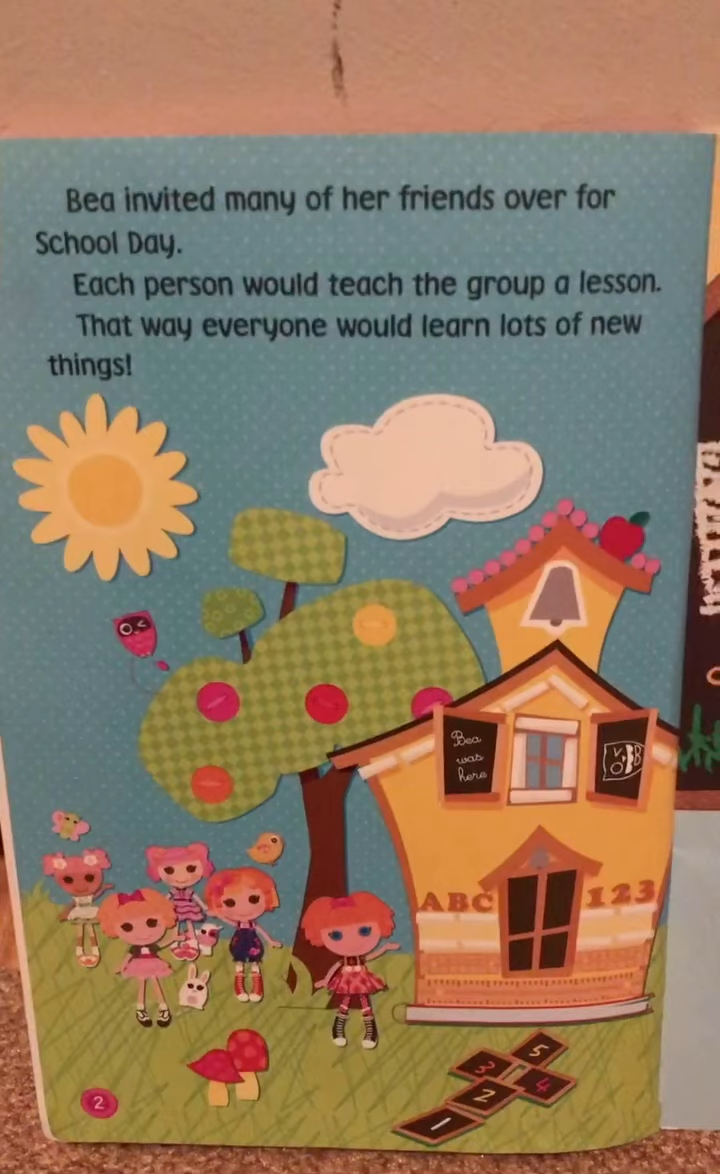 Bea invited many of her friends over for
School Day.
Each person would teach the group a lesson.
That way everyone would learn lots of new
things!
Bea
was
here
ABC
123
5
3
4
2
1
2